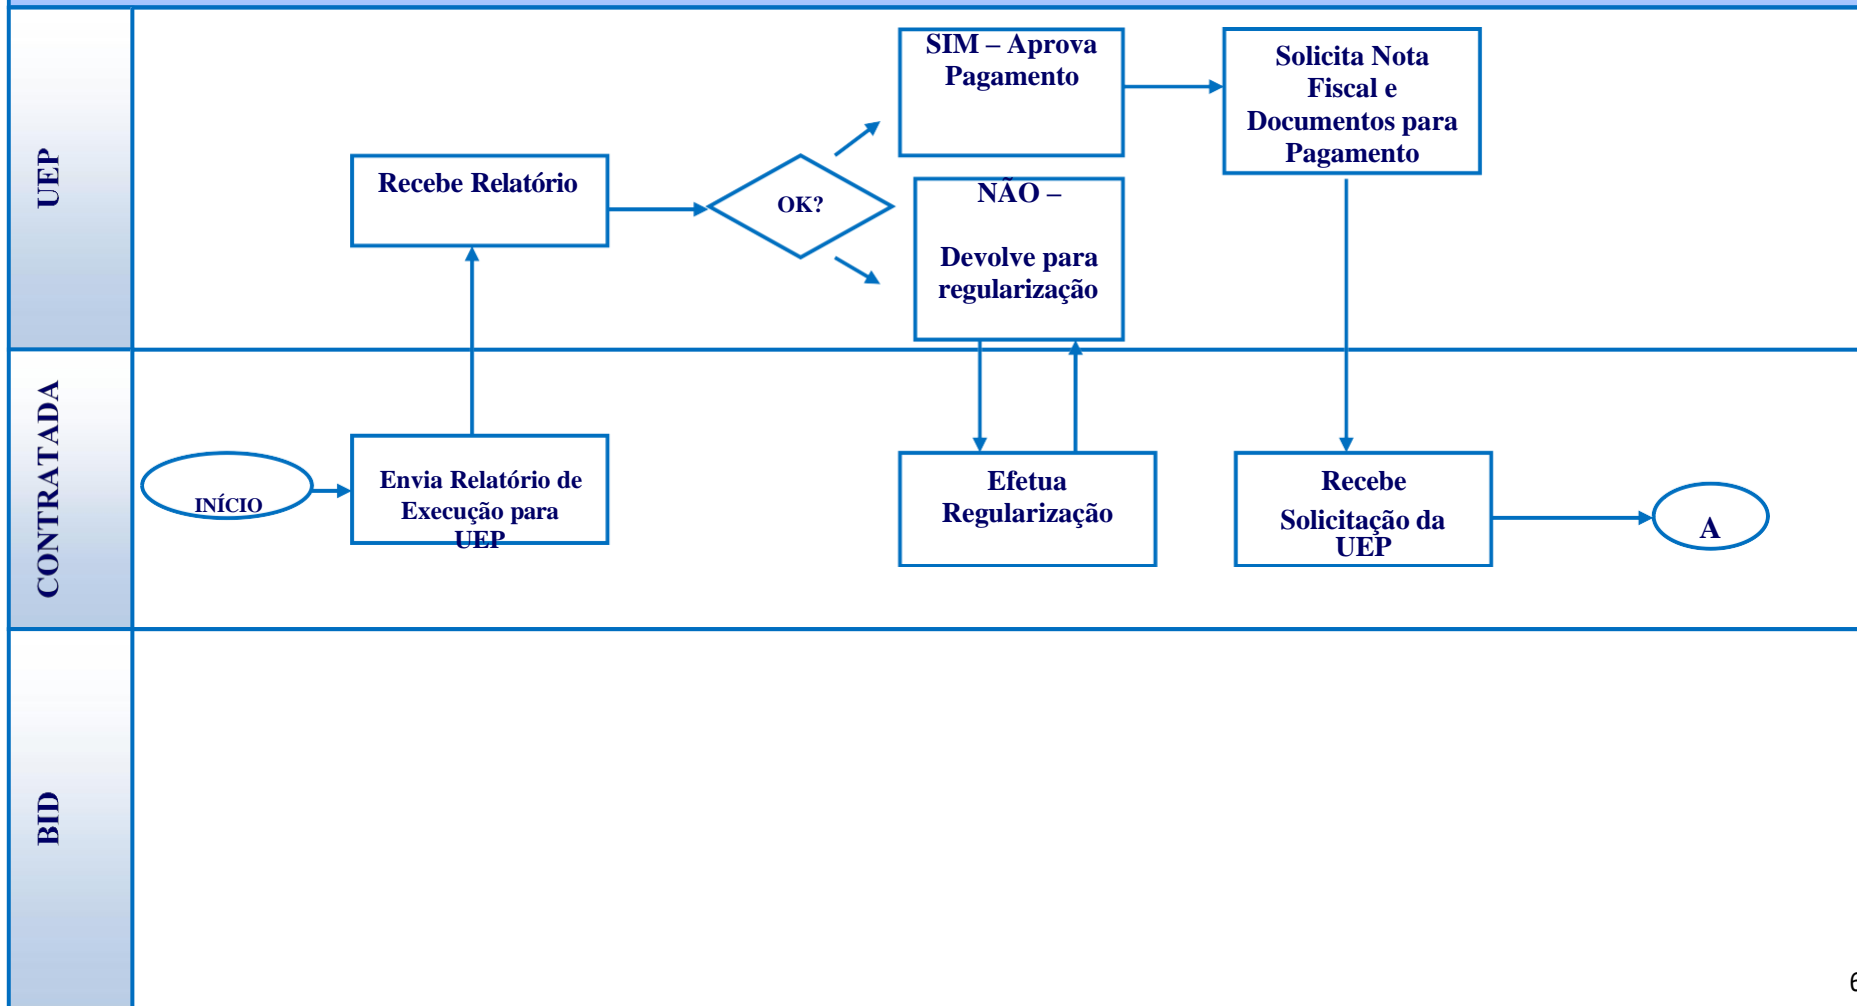 UEP
SIM – Aprova
Pagamento
Solicita Nota
Fiscal e
Documentos para
Pagamento
Recebe Relatório
OK?
NÃO –
Devolve para
regularização
CONTRATADA
INÍCIO
Envia Relatório de
Execução para
UEP
Efetua
Regularização
Recebe
Solicitação da
UEP
A
BID
6